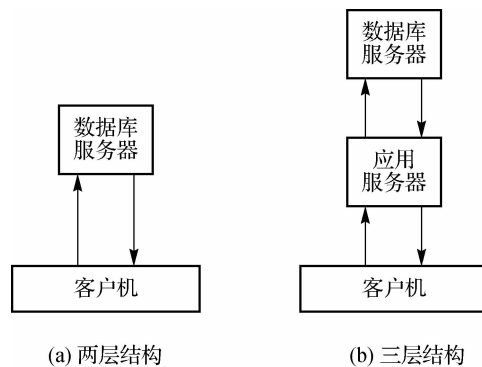 数据库
服务器
客户机
(a) 两层结构
数据库
服务器
应用
服务器
客户机
(b) 三层结构